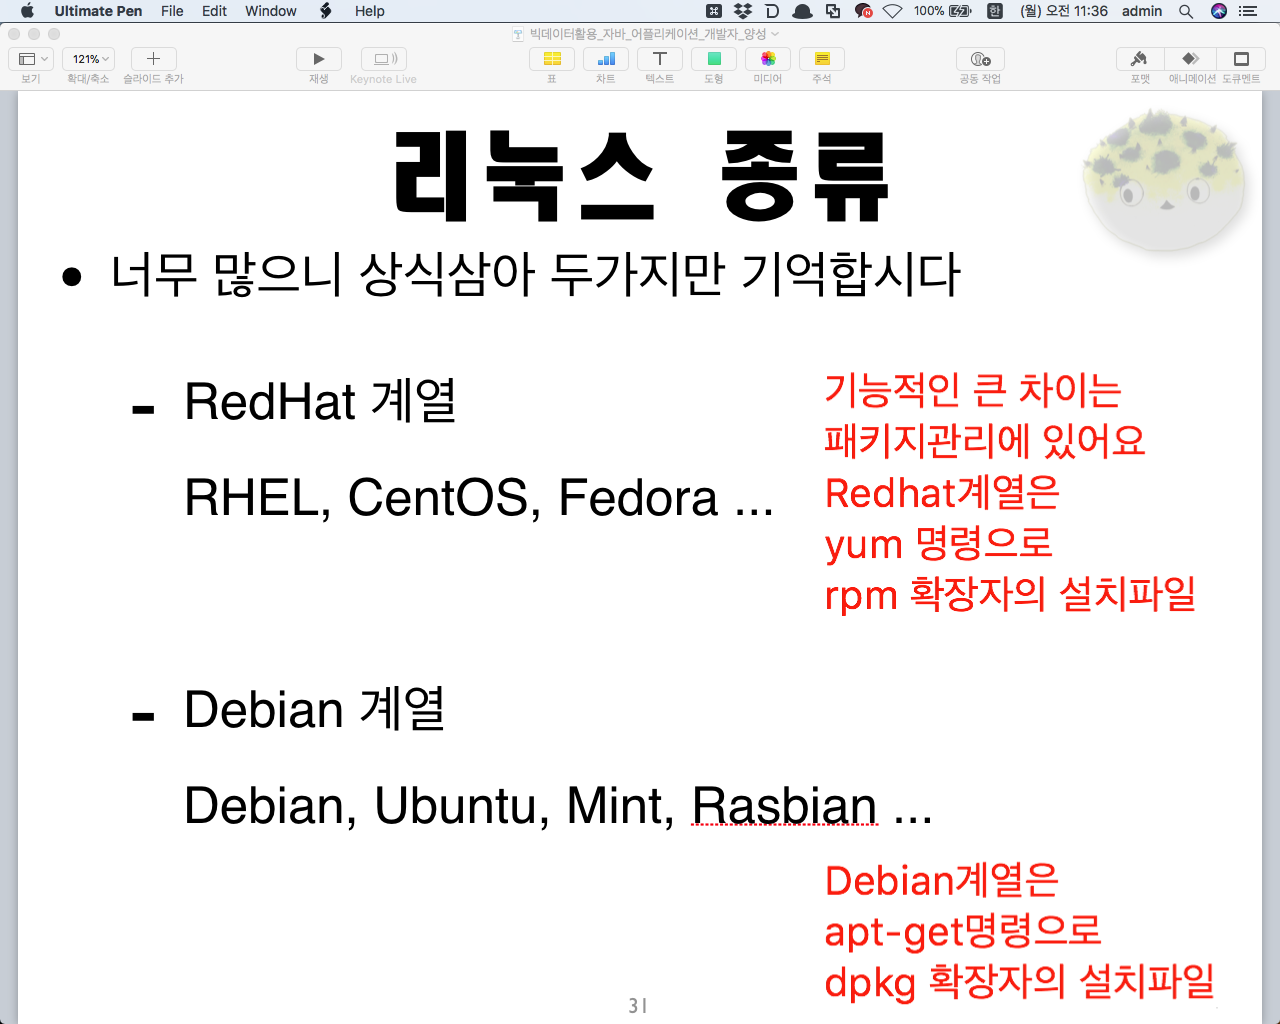 Ultimate Pen File Edit Window Help 100% 한 (월) 오전 11:36 admin
빅데이터활용_자바_어플리케이션_개발자_양성
121%
보기 확대/축소 슬라이드 추가 재생 Keynote Live 표 차트 텍스트 도형 미디어 주석 공동 작업 포맷 애니메이션 도큐멘트
리눅스 종류
• 너무 많으니 상식삼아 두가지만 기억합시다
- RedHat 계열
RHEL, CentOS, Fedora ...
기능적인 큰 차이는
패키지관리에 있어요
Redhat계열은
yum 명령으로
rpm 확장자의 설치파일
- Debian 계열
Debian, Ubuntu, Mint, Rasbian ...
Debian계열은
apt-get명령으로
dpkg 확장자의 설치파일
31